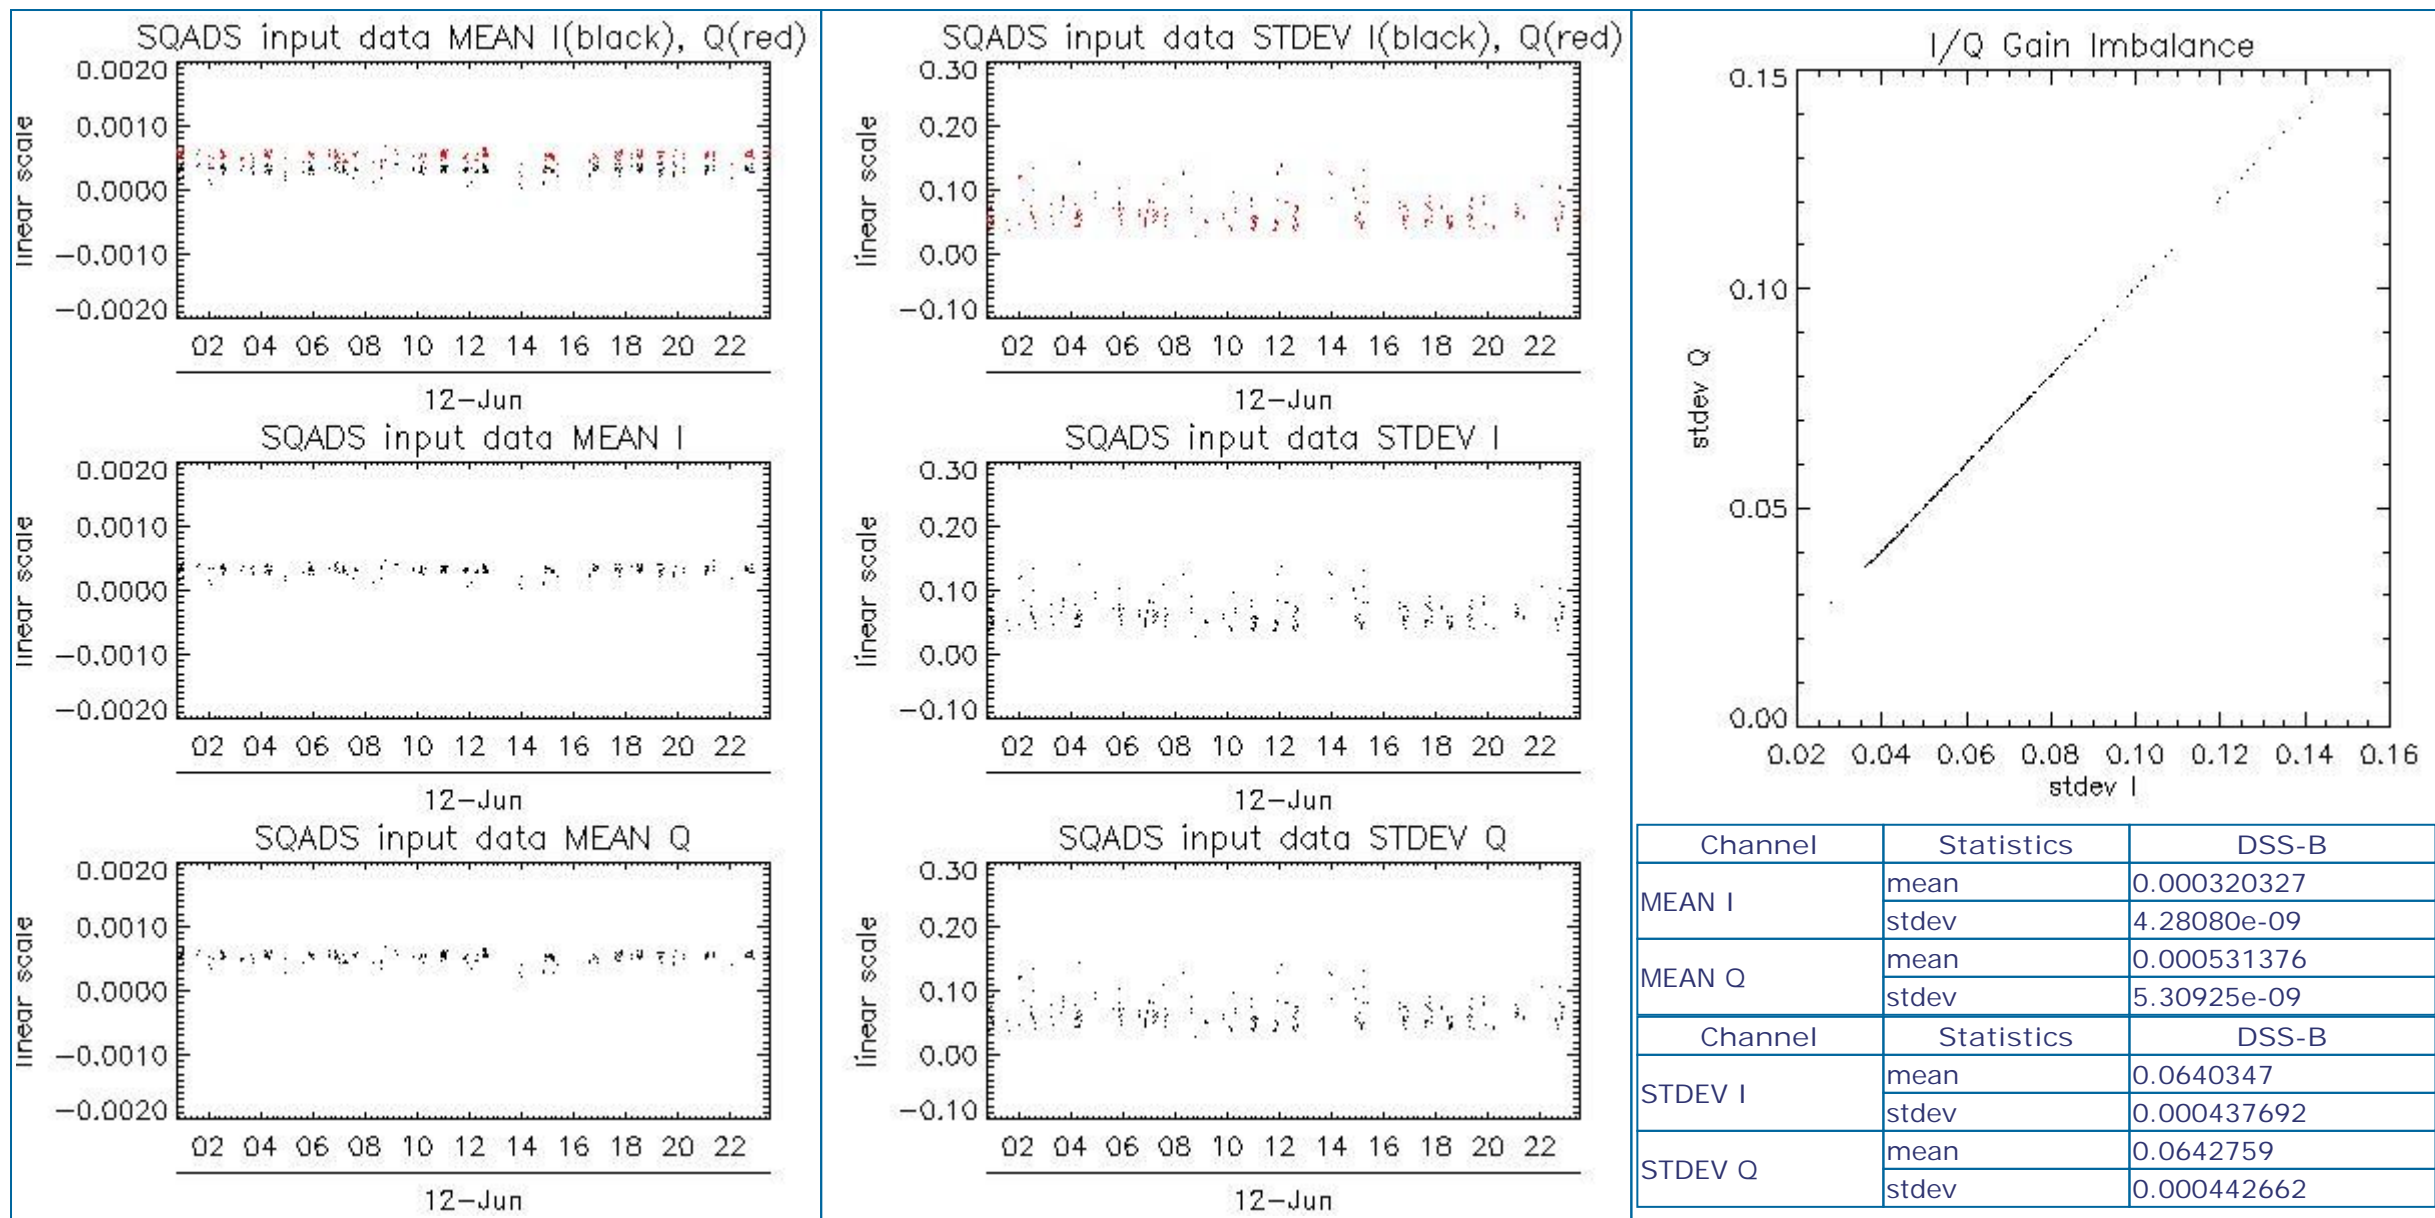 SQADS input data MEAN I(black), Q(red)
linear scale
0.0020
0.0010
0.0000
−0.0010
−0.0020
02 04 06 08 10 12 14 16 18 20 22
12−Jun
SQADS input data MEAN I
linear scale
0.0020
0.0010
0.0000
−0.0010
−0.0020
02 04 06 08 10 12 14 16 18 20 22
12−Jun
SQADS input data MEAN Q
linear scale
0.0020
0.0010
0.0000
−0.0010
−0.0020
02 04 06 08 10 12 14 16 18 20 22
12−Jun
SQADS input data STDEV I(black), Q(red)
linear scale
0.30
0.20
0.10
0.00
−0.10
02 04 06 08 10 12 14 16 18 20 22
12−Jun
SQADS input data STDEV I
linear scale
0.30
0.20
0.10
0.00
−0.10
02 04 06 08 10 12 14 16 18 20 22
12−Jun
SQADS input data STDEV Q
linear scale
0.30
0.20
0.10
0.00
−0.10
02 04 06 08 10 12 14 16 18 20 22
12−Jun
I/Q Gain Imbalance
stdev Q
0.15
0.10
0.05
0.00
0.02 0.04 0.06 0.08 0.10 0.12 0.14 0.16
stdev I
Channel Statistics DSS-B
MEAN I mean 0.000320327
stdev 4.28080e-09
MEAN Q mean 0.000531376
stdev 5.30925e-09
Channel Statistics DSS-B
STDEV I mean 0.0640347
stdev 0.000437692
STDEV Q mean 0.0642759
stdev 0.000442662